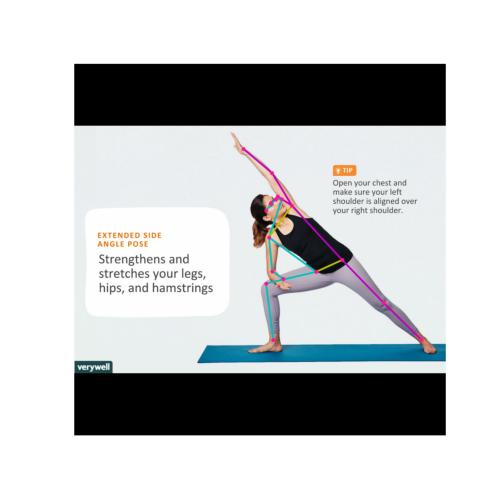 TIP
Open your chest and
make sure your left
shoulder is aligned over
your right shoulder.
EXTENDED SIDE
ANGLE POSE
Strengthens and
stretches your legs,
hips, and hamstrings
verywell